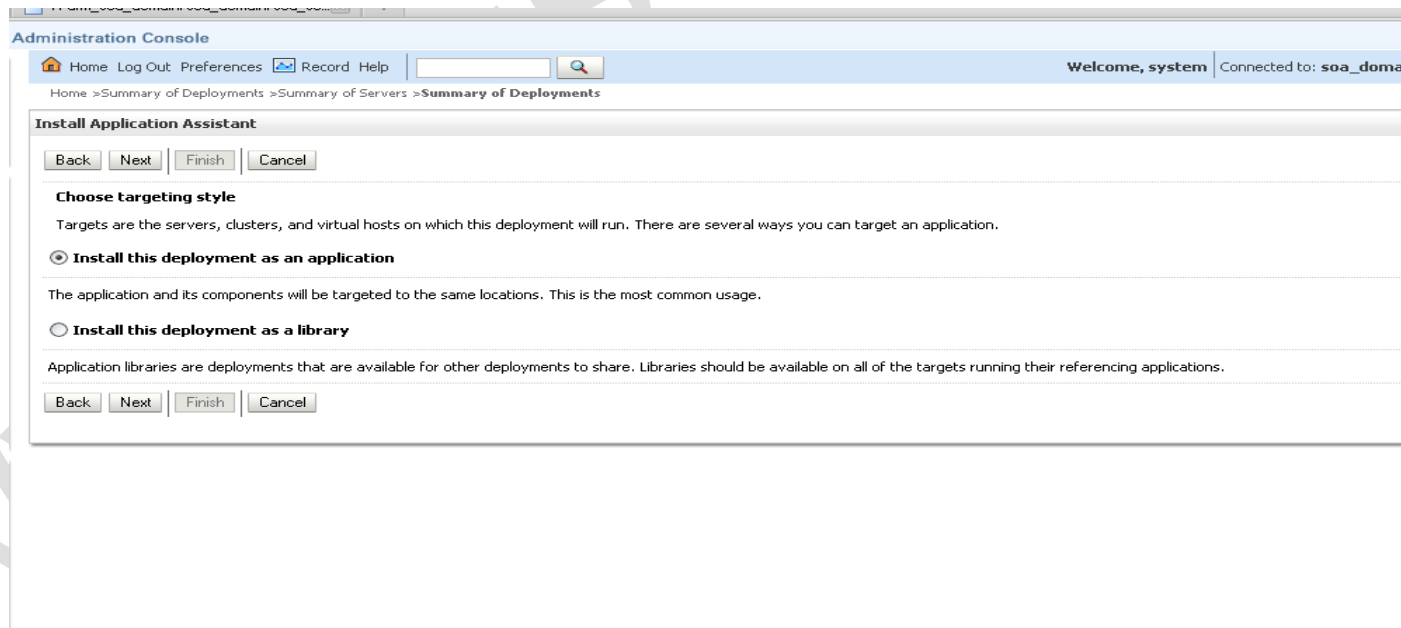 Administration Console
Home Log Out Preferences Record Help
Welcome, system Connected to: soa_doma
Home >Summary of Deployments >Summary of Servers >Summary of Deployments
Install Application Assistant
Back Next Finish Cancel
Choose targeting style
Targets are the servers, clusters, and virtual hosts on which this deployment will run. There are several ways you can target an application.
Install this deployment as an application
The application and its components will be targeted to the same locations. This is the most common usage.
Install this deployment as a library
Application libraries are deployments that are available for other deployments to share. Libraries should be available on all of the targets running their referencing applications.
Back Next Finish Cancel